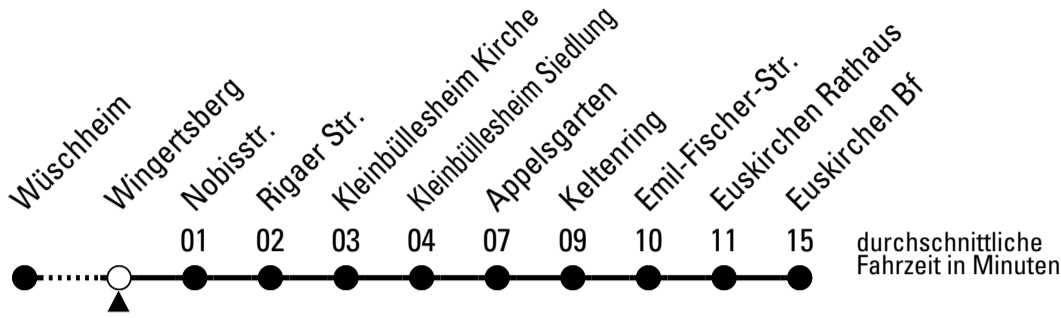 Wüschheim
Wingertsberg
Nobisstr.
Rigaer Str.
Kleinbüllesheim Kirche
Kleinbüllesheim Siedlung
Appelsgarten
Keltenring
Emil-Fischer-Str.
Euskirchen Rathaus
Euskirchen Bf
01 02 03 04 07 09 10 11 15
durchschnittliche
Fahrzeit in Minuten